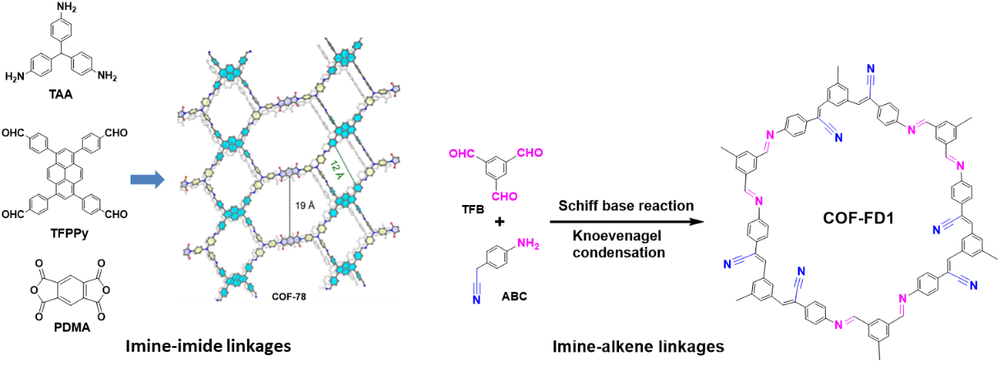 NH2
H2N
NH2
TAA
OHC
CHO
OHC
CHO
TFPPy
O
O
O
O
O
O
PDMA
19 Å
12 Å
COF-78
Imine-imide linkages
OHC
CHO
CHO
TFB
+
NH2
N
ABC
Schiff base reaction
Knoevenagel
condensation
N
N
N
N
N
N
N
N
N
N
N
N
COF-FD1
Imine-alkene linkages